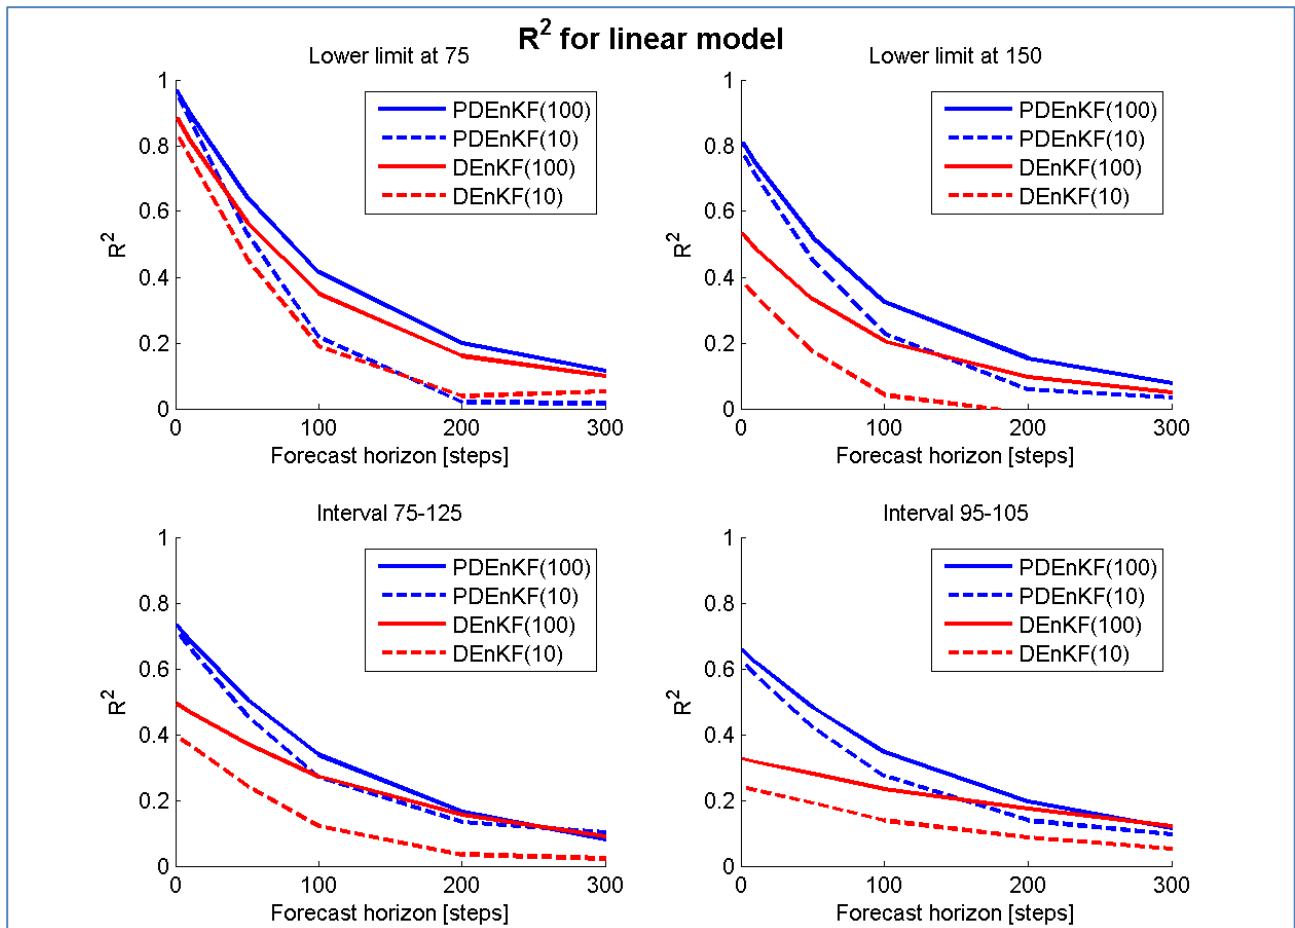 R² for linear model
Lower limit at 75
1
0.8
0.6
0.4
0.2
0
R²
PDEnKF(100)
PDEnKF(10)
DEnKF(100)
DEnKF(10)
0 100 200 300
Forecast horizon [steps]
Lower limit at 150
1
0.8
0.6
0.4
0.2
0
R²
PDEnKF(100)
PDEnKF(10)
DEnKF(100)
DEnKF(10)
0 100 200 300
Forecast horizon [steps]
Interval 75-125
1
0.8
0.6
0.4
0.2
0
R²
PDEnKF(100)
PDEnKF(10)
DEnKF(100)
DEnKF(10)
0 100 200 300
Forecast horizon [steps]
Interval 95-105
1
0.8
0.6
0.4
0.2
0
R²
PDEnKF(100)
PDEnKF(10)
DEnKF(100)
DEnKF(10)
0 100 200 300
Forecast horizon [steps]